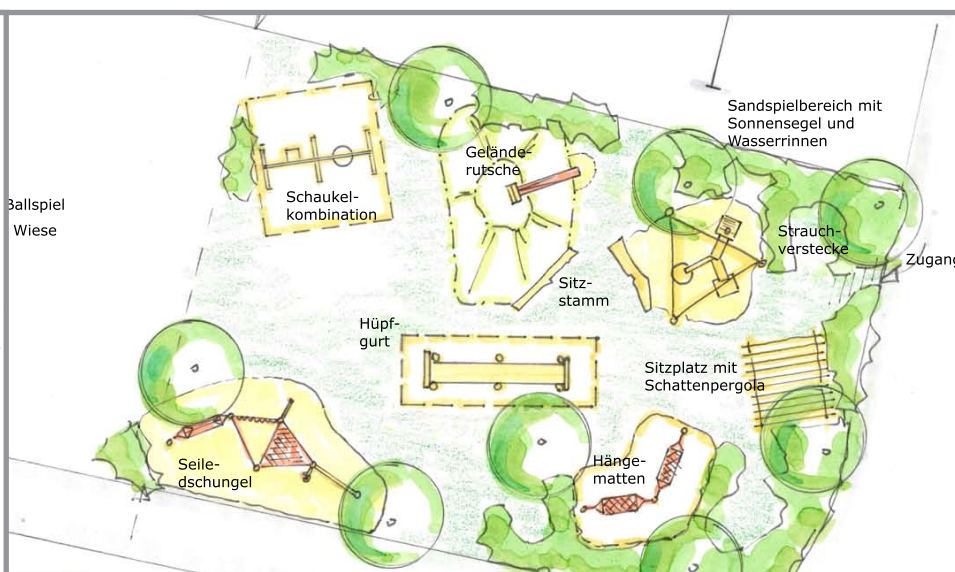 Sandspielbereich mit
Sonnensegel und
Wasserrinnen
Gelände-
rutsche
Schaukel-
kombination
Ballspiel
Wiese
Strauch-
verstecke
Zugang
Sitz-
stamm
Hüpf-
gurt
Sitzplatz mit
Schattenpergola
Seile-
dschungel
Hänge-
matten